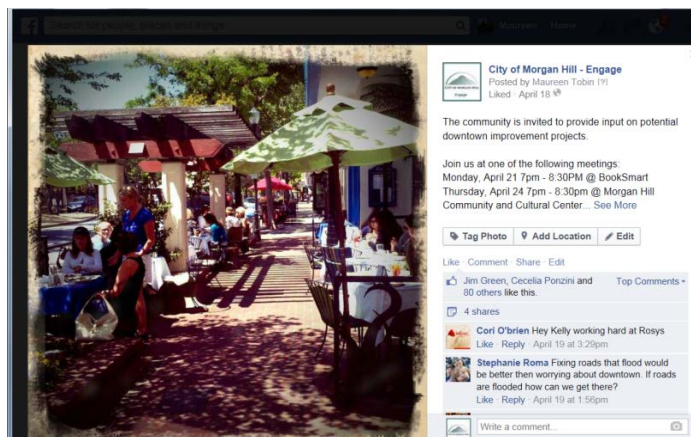 Search for people, places and things
Maureen Home
City of Morgan Hill - Engage
Posted by Maureen Tobin [?]
Liked · April 18
The community is invited to provide input on potential
downtown improvement projects.
Join us at one of the following meetings:
Monday, April 21 7pm - 8:30PM @ BookSmart
Thursday, April 24 7pm - 8:30pm @ Morgan Hill
Community and Cultural Center... See More
Tag Photo Add Location Edit
Like · Comment · Share · Edit
Jim Green, Cecelia Ponzini and
80 others like this.
Top Comments
4 shares
Cori O'brien Hey Kelly working hard at Rosys
Like · Reply · April 19 at 3:29pm
Stephanie Roma Fixing roads that flood would
be better then worrying about downtown. If roads
are flooded how can we get there?
Like · Reply · April 19 at 1:56pm
Write a comment...